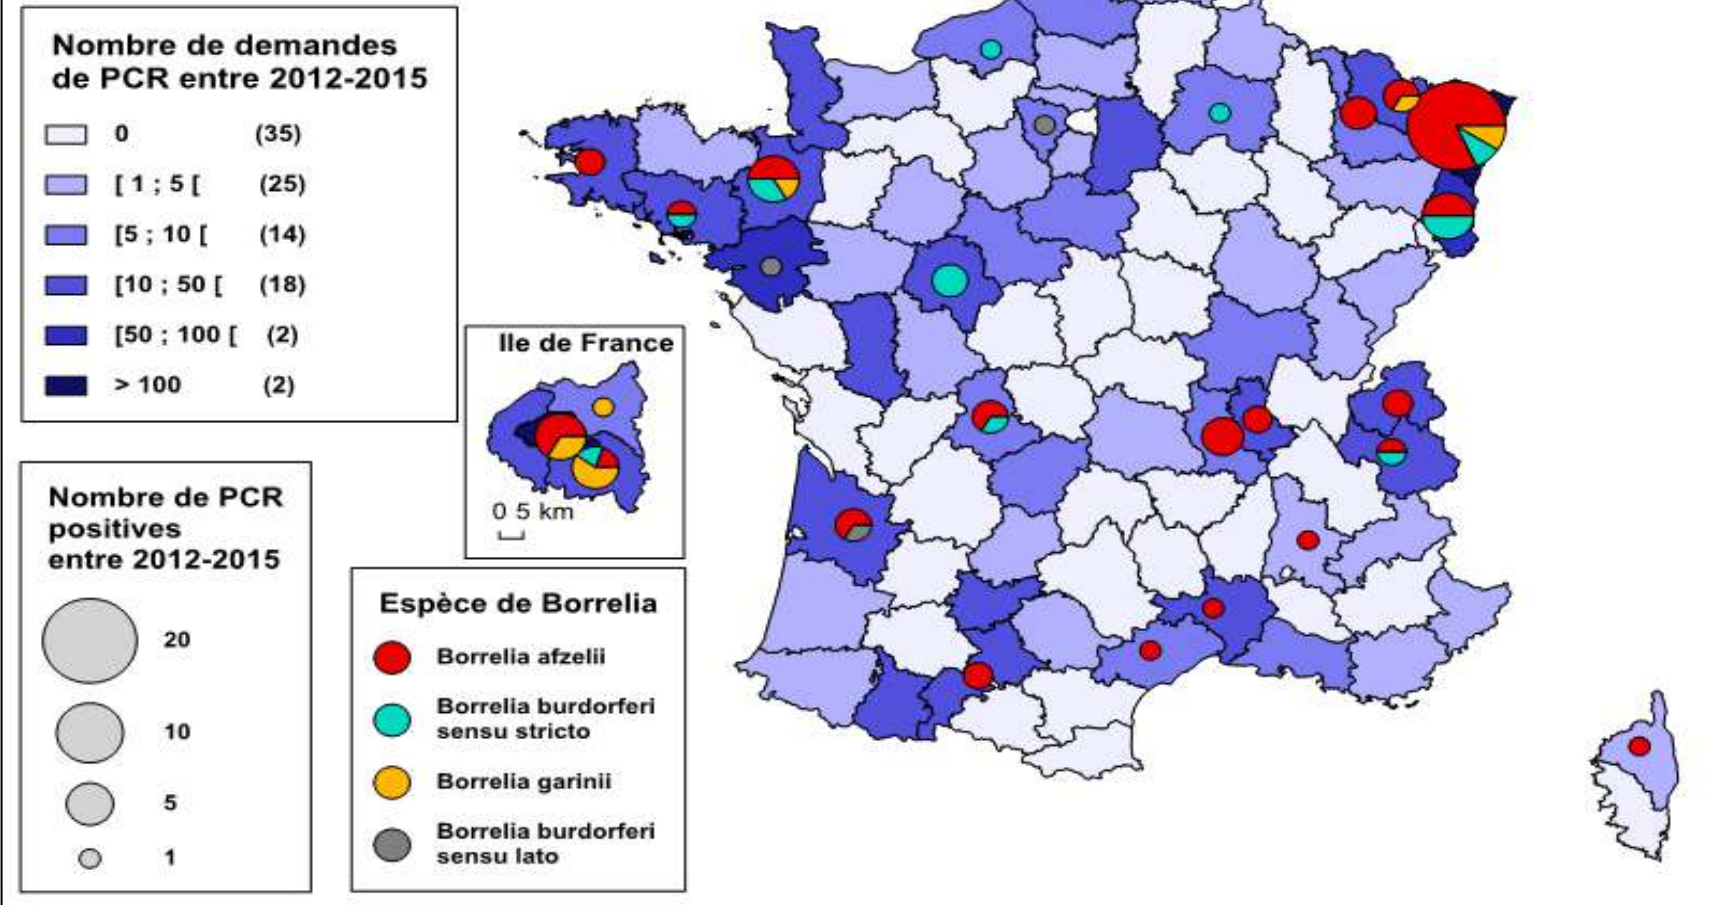 Nombre de demandes
de PCR entre 2012-2015
0 (35)
[ 1 ; 5 [ (25)
[5 ; 10 [ (14)
[10 ; 50 [ (18)
[50 ; 100 [ (2)
> 100 (2)
Ile de France
0 5 km
Nombre de PCR
positives
entre 2012-2015
20
10
5
1
Espèce de Borrelia
Borrelia afzelii
Borrelia burdorferi
sensu stricto
Borrelia garinii
Borrelia burdorferi
sensu lato